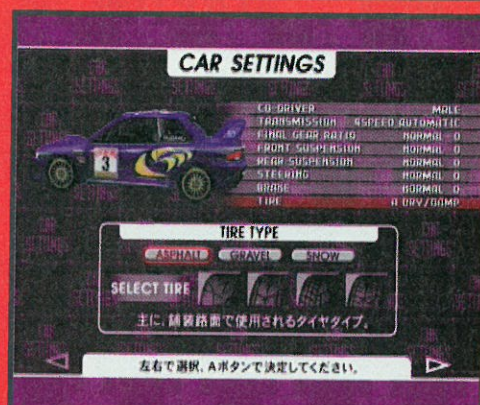 CAR SETTINGS
CO-DRIVER MALE
TRANSMISSION 4SPEED AUTOMATIC
FINAL GEAR RATIO NORMAL 0
FRONT SUSPENSION NORMAL 0
REAR SUSPENSION NORMAL 0
STEERING NORMAL 0
BRAKE NORMAL 0
TIRE A DRY/DAMP
3
TIRE TYPE
ASPHALT GRAVEL SNOW
SELECT TIRE
主に、舗装路面で使用されるタイヤタイプ。
左右で選択、Aボタンで決定してください。